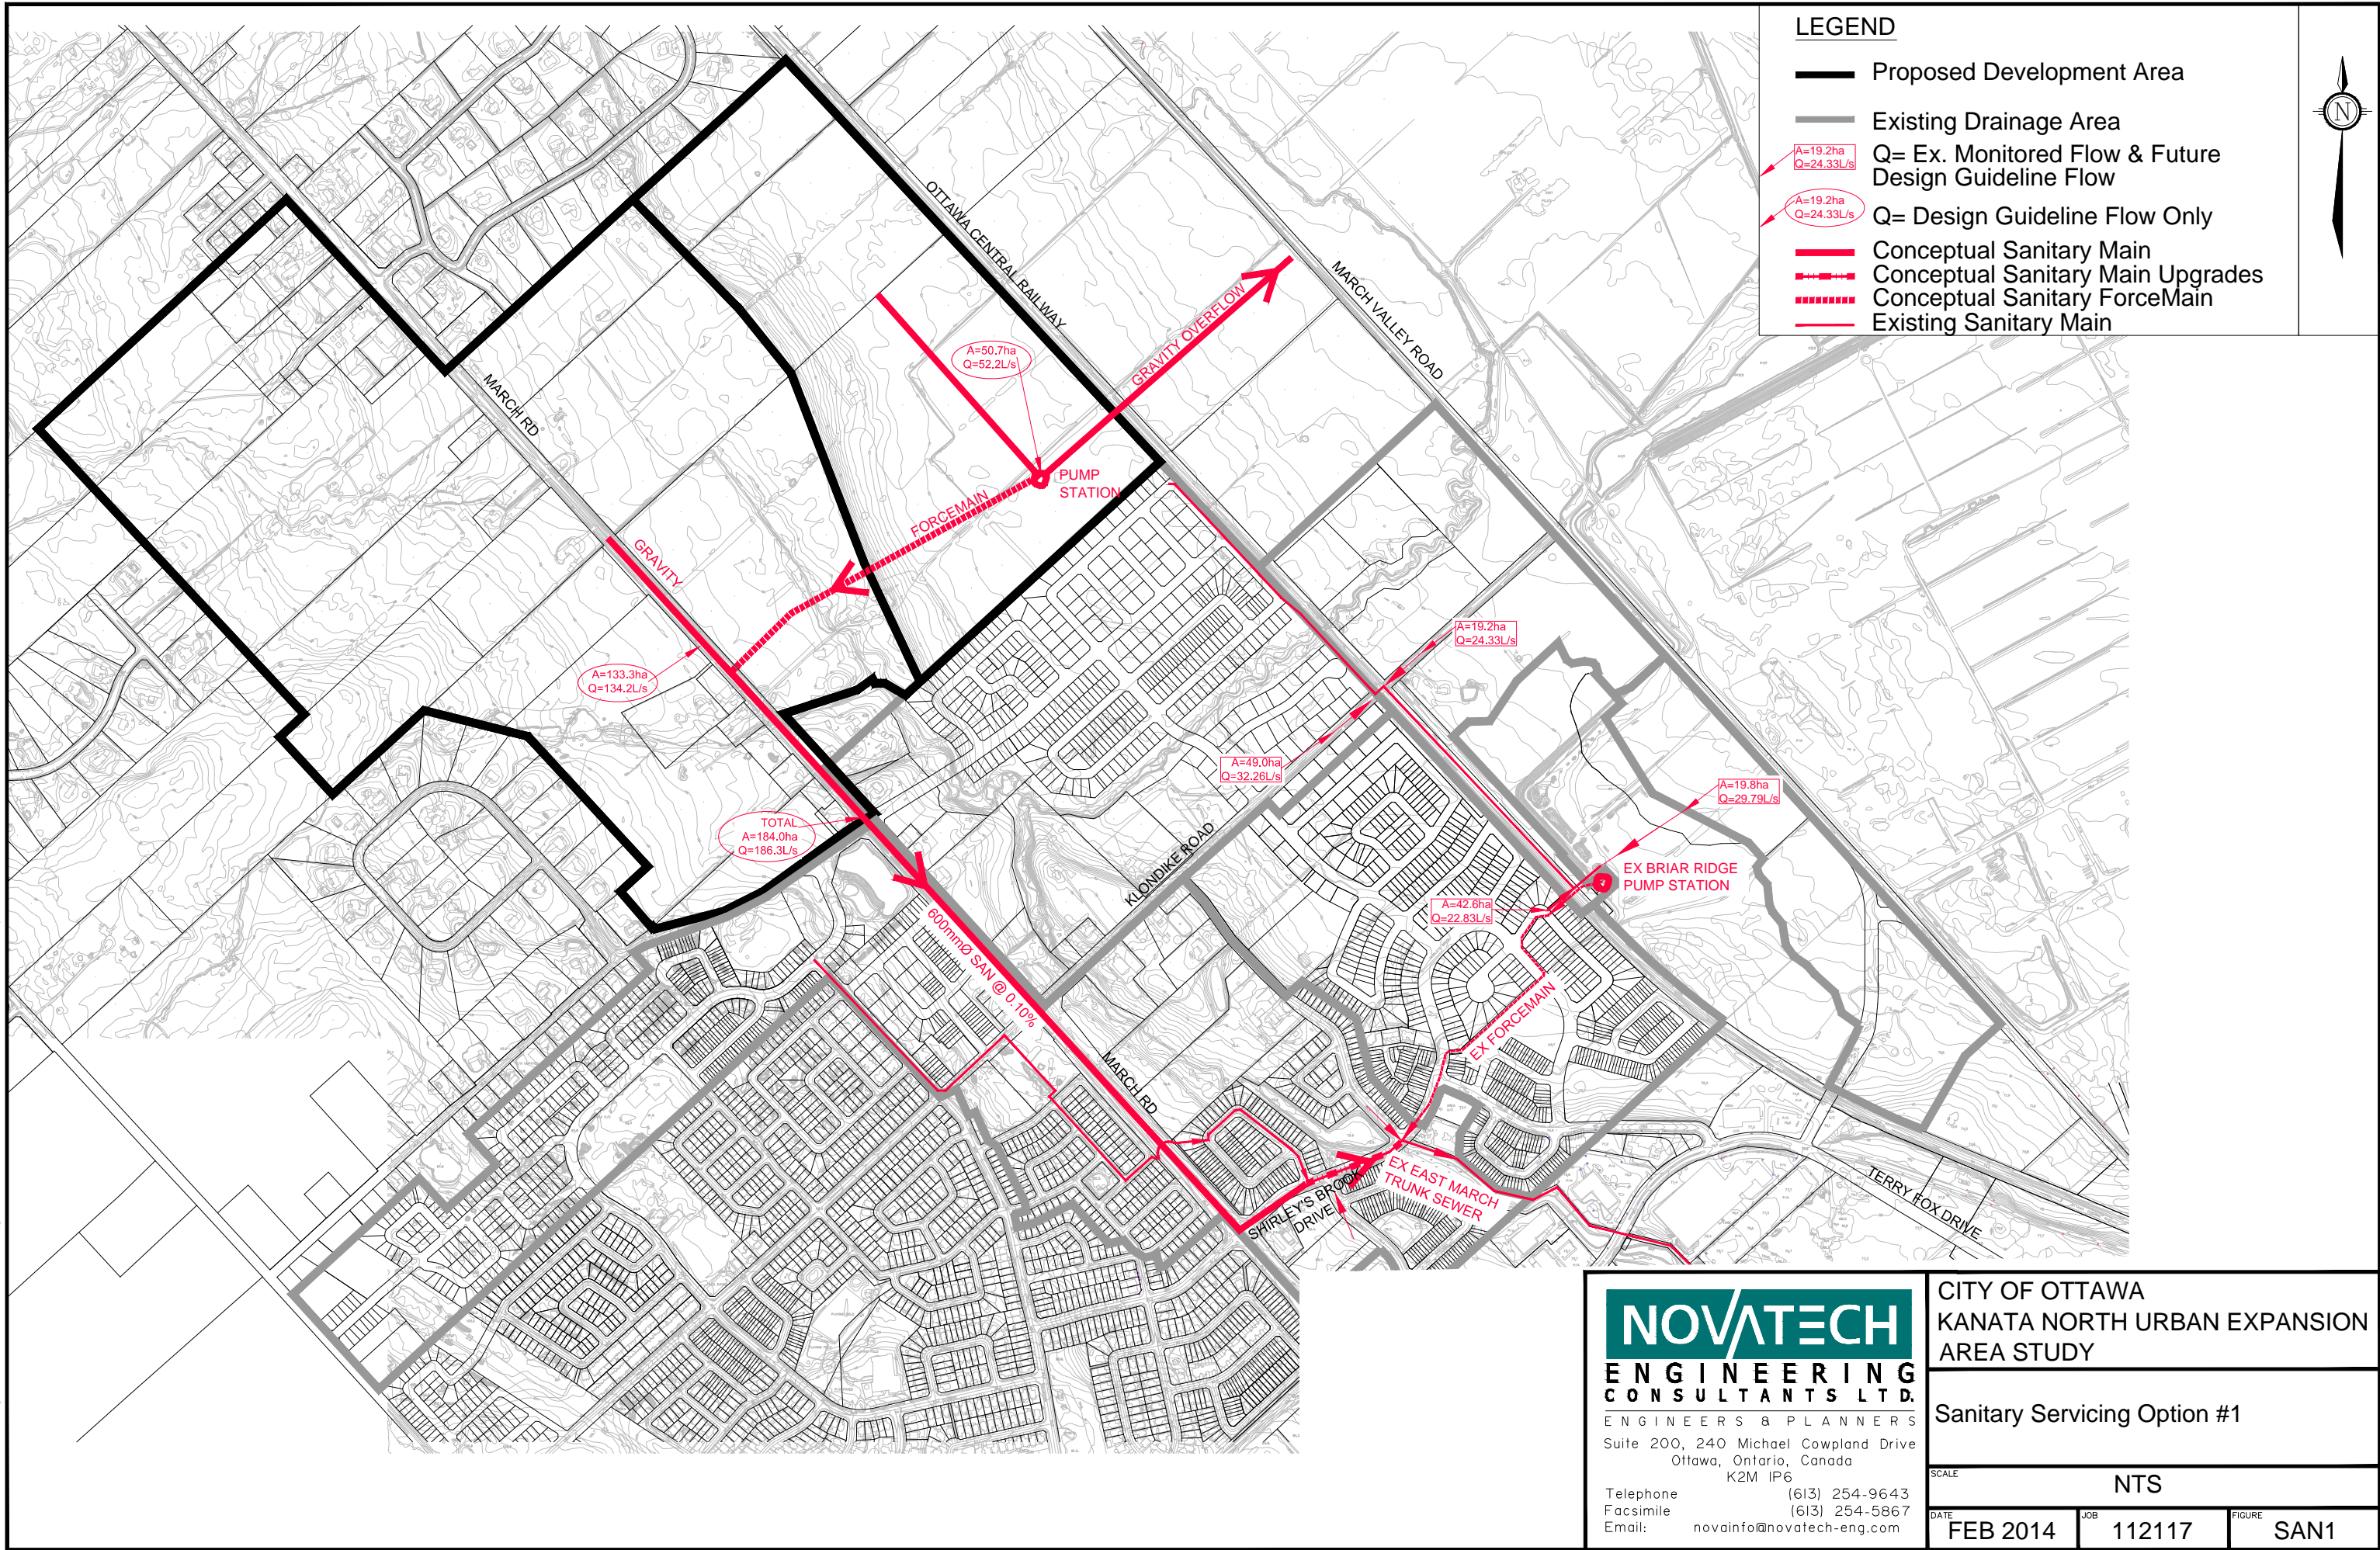 LEGEND
Proposed Development Area
Existing Drainage Area
A=19.2ha
Q=24.33L/s
Q= Ex. Monitored Flow & Future
Design Guideline Flow
A=19.2ha
Q=24.33L/s
Q= Design Guideline Flow Only
Conceptual Sanitary Main
Conceptual Sanitary Main Upgrades
Conceptual Sanitary ForceMain
Existing Sanitary Main
N
OTTAWA CENTRAL RAILWAY
MARCH VALLEY ROAD
GRAVITY OVERFLOW
A=50.7ha
Q=52.2L/s
MARCH RD
PUMP
STATION
FORCEMAIN
GRAVITY
A=133.3ha
Q=134.2L/s
A=19.2ha
Q=24.33L/s
A=49.0ha
Q=32.26L/s
A=19.8ha
Q=29.79L/s
TOTAL
A=184.0ha
Q=186.3L/s
KLONDIKE ROAD
EX BRIAR RIDGE
PUMP STATION
A=42.6ha
Q=22.83L/s
600mmØ SAN @ 0.10%
EX FORCEMAIN
MARCH RD
EX EAST MARCH
TRUNK SEWER
SHIRLEY'S BROOK
DRIVE
TERRY FOX DRIVE
NOVATECH
ENGINEERING
CONSULTANTS LTD.
ENGINEERS & PLANNERS
Suite 200, 240 Michael Cowpland Drive
Ottawa, Ontario, Canada
K2M 1P6
Telephone (613) 254-9643
Facsimile (613) 254-5867
Email: novainfo@novatech-eng.com
CITY OF OTTAWA
KANATA NORTH URBAN EXPANSION
AREA STUDY
Sanitary Servicing Option #1
SCALE
NTS
DATE
FEB 2014
JOB
112117
FIGURE
SAN1